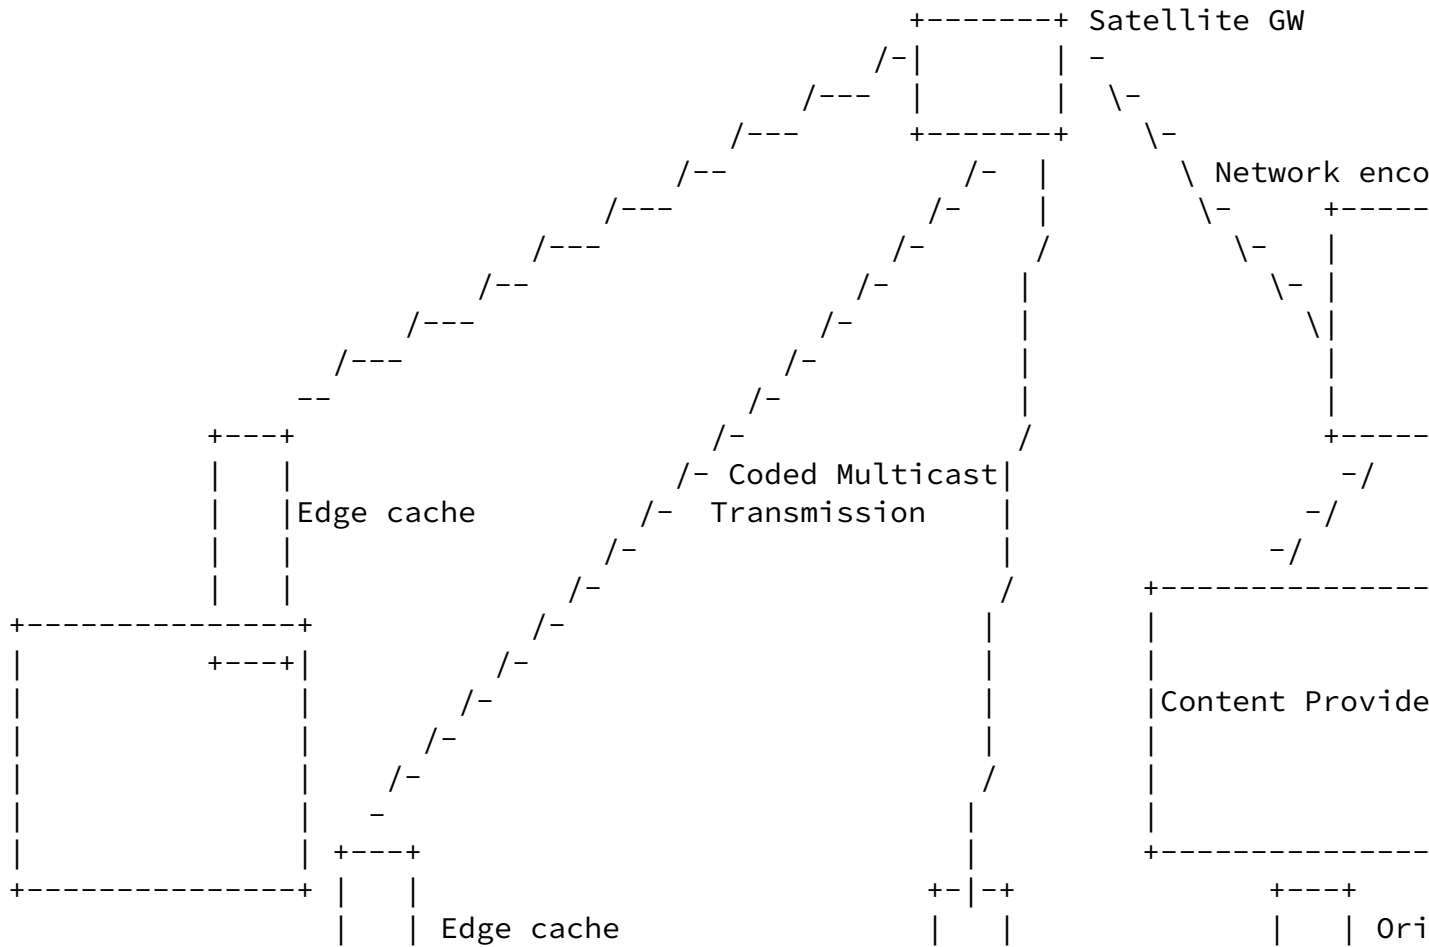 Satellite GW
Network enco
Coded Multicast
Edge cache
Transmission
Content Provide
Edge cache
Ori